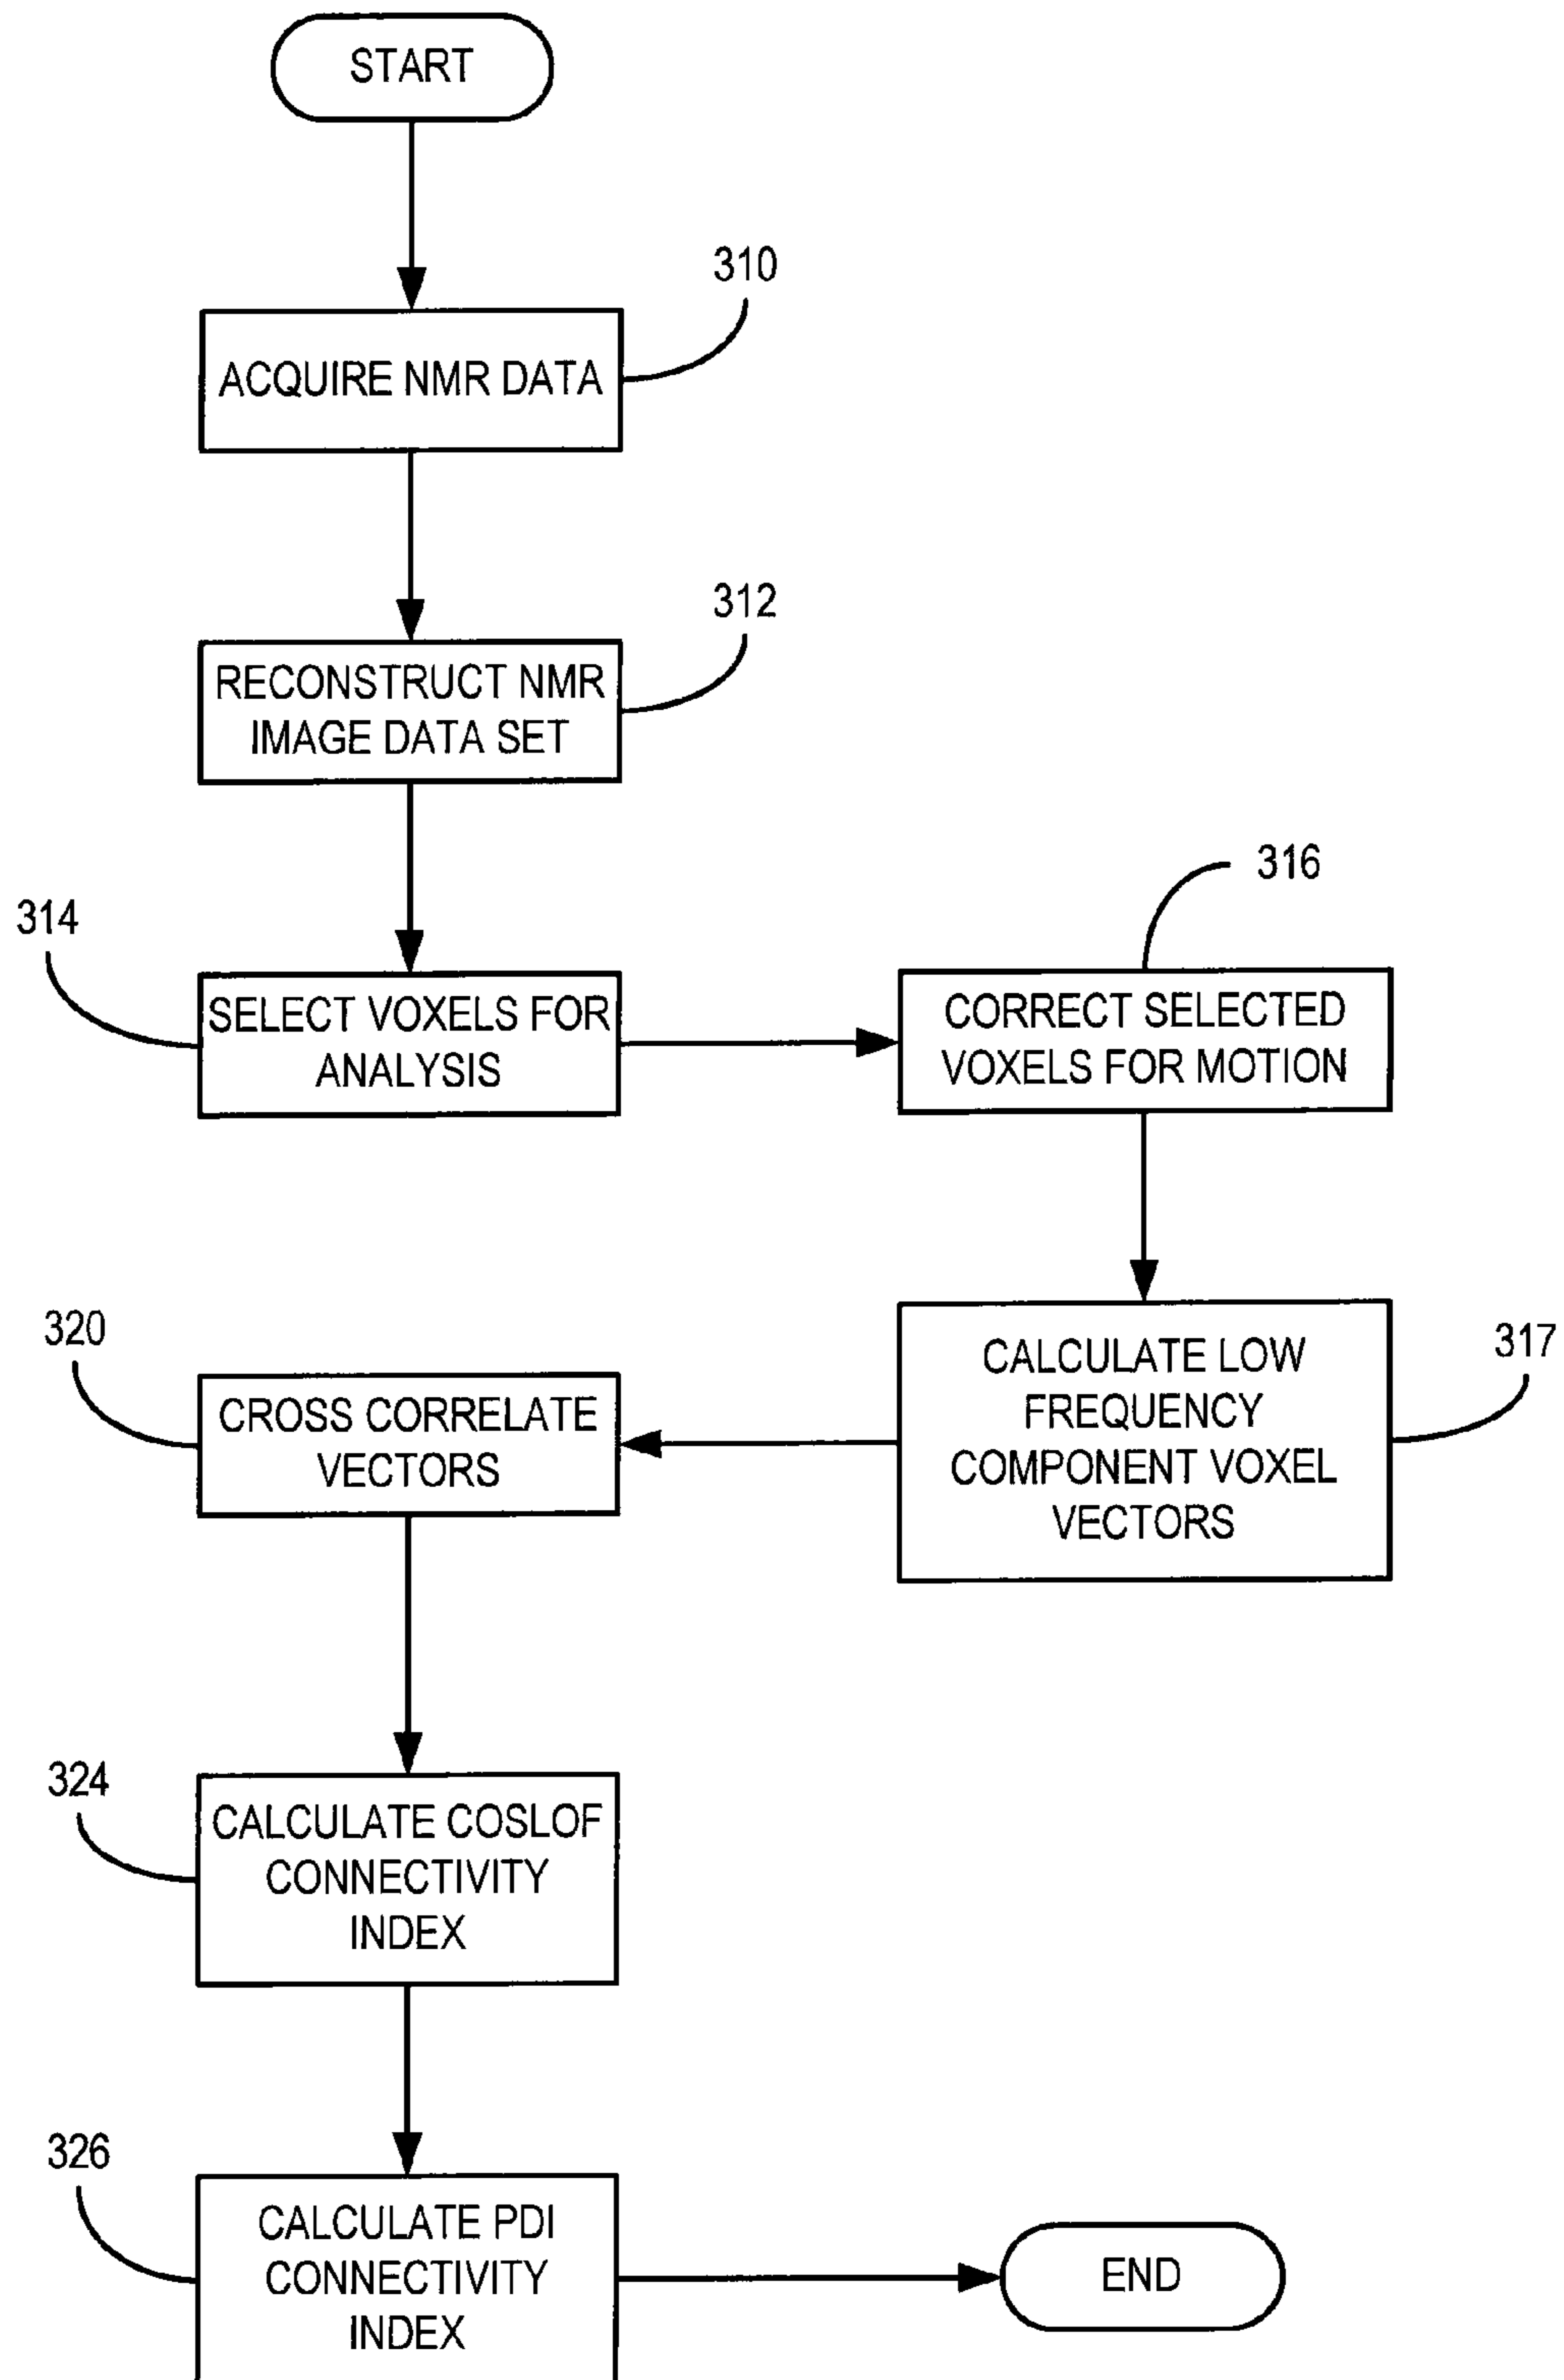 START
310
ACQUIRE NMR DATA
312
RECONSTRUCT NMR
IMAGE DATA SET
314
SELECT VOXELS FOR
ANALYSIS
316
CORRECT SELECTED
VOXELS FOR MOTION
317
CALCULATE LOW
FREQUENCY
COMPONENT VOXEL
VECTORS
320
CROSS CORRELATE
VECTORS
324
CALCULATE COSLOF
CONNECTIVITY
INDEX
326
CALCULATE PDI
CONNECTIVITY
INDEX
END